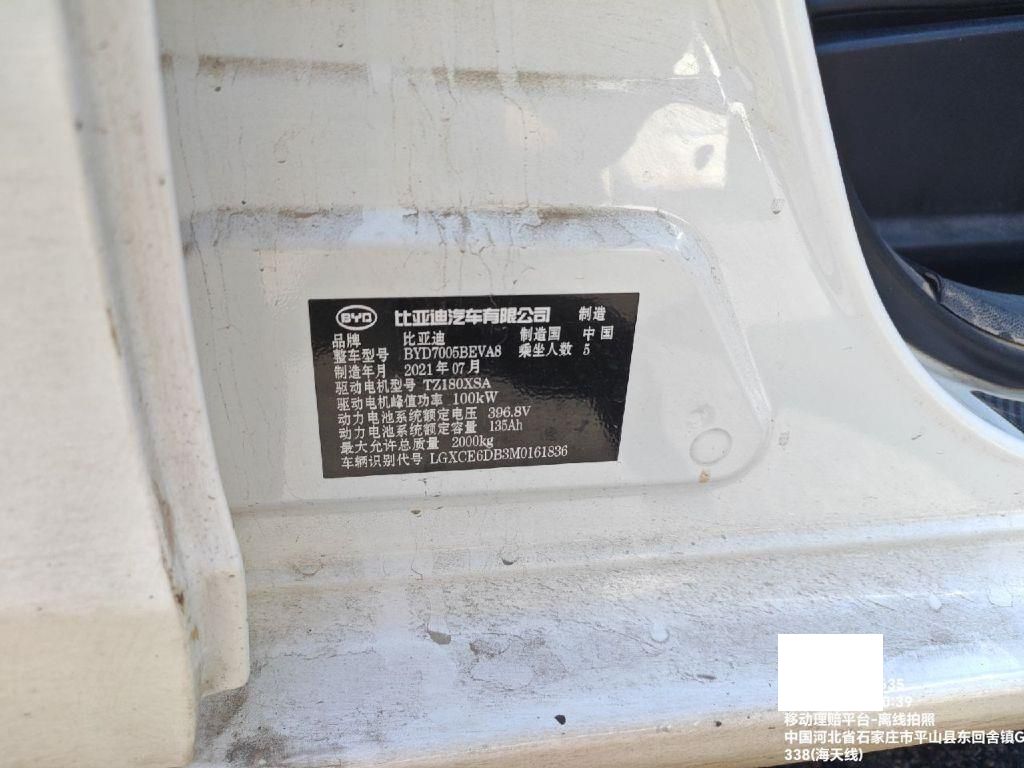 BYD 比亚迪汽车有限公司 制造
品牌 比亚迪 制造国 中国
整车型号 BYD7005BEVA8 乘坐人数 5
制造年月 2021年07月
驱动电机型号 TZ180XSA
驱动电机峰值功率 100kW
动力电池系统额定电压 396.8V
动力电池系统额定容量 135Ah
最大允许总质量 2000kg
车辆识别代号 LGXCE6DB3M0161836
移动理赔平台-离线拍照
中国河北省石家庄市平山县东回舍镇G
338(海天线)